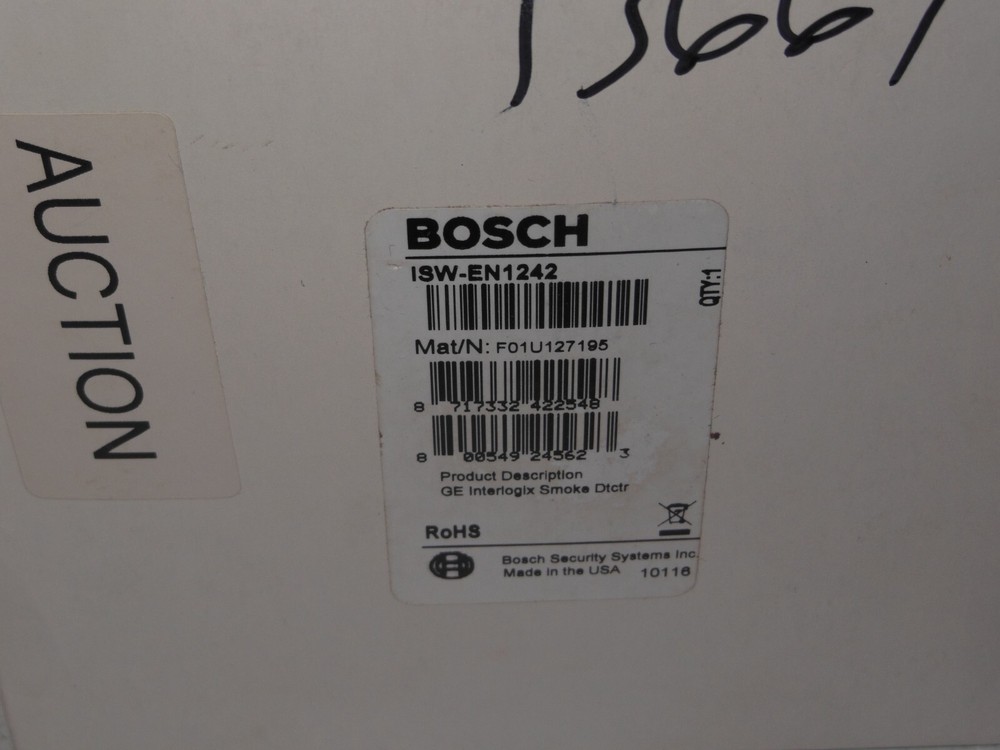 AUCTION
BOSCH
ISW-EN1242
QTY:1
Mat/N: F01U127195
8 717332 422548
8 00549 24562 3
Product Description
GE Interlogix Smoke Dtctr
RoHS
Bosch Security Systems Inc.
Made in the USA 10116